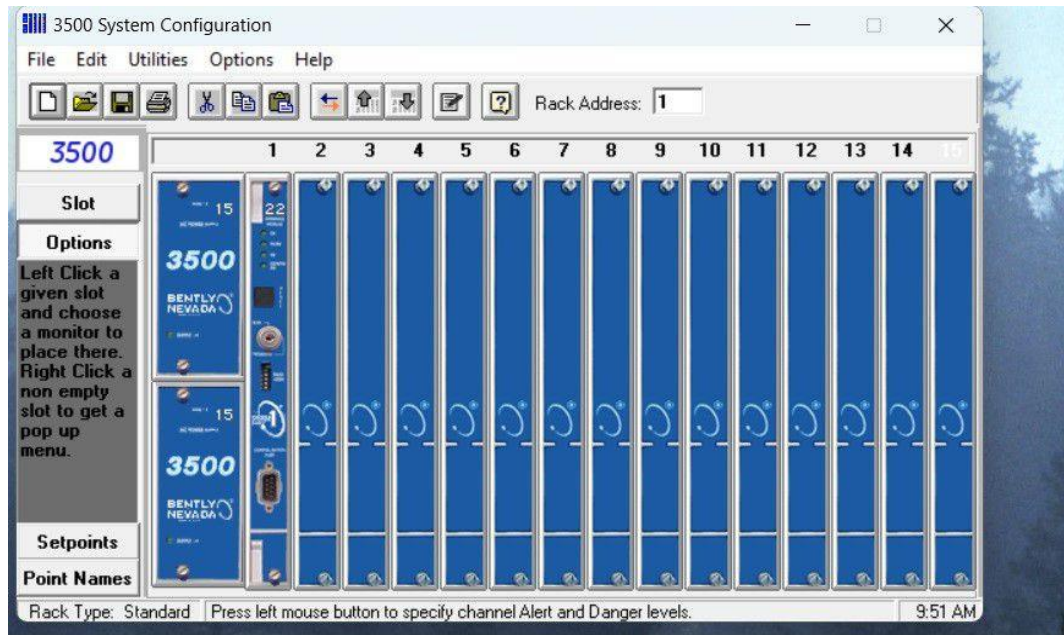 3500 System Configuration
File Edit Utilities Options Help
Rack Address: 1
3500
1 2 3 4 5 6 7 8 9 10 11 12 13 14 15
Slot
Options
Left Click a
given slot
and choose
a monitor to
place there.
Right Click a
non empty
slot to get a
pop up
menu.
Setpoints
Point Names
15
3500
BENTLY
NEVADA
15
3500
BENTLY
NEVADA
22
Rack Type: Standard Press left mouse button to specify channel Alert and Danger levels. 9:51 AM